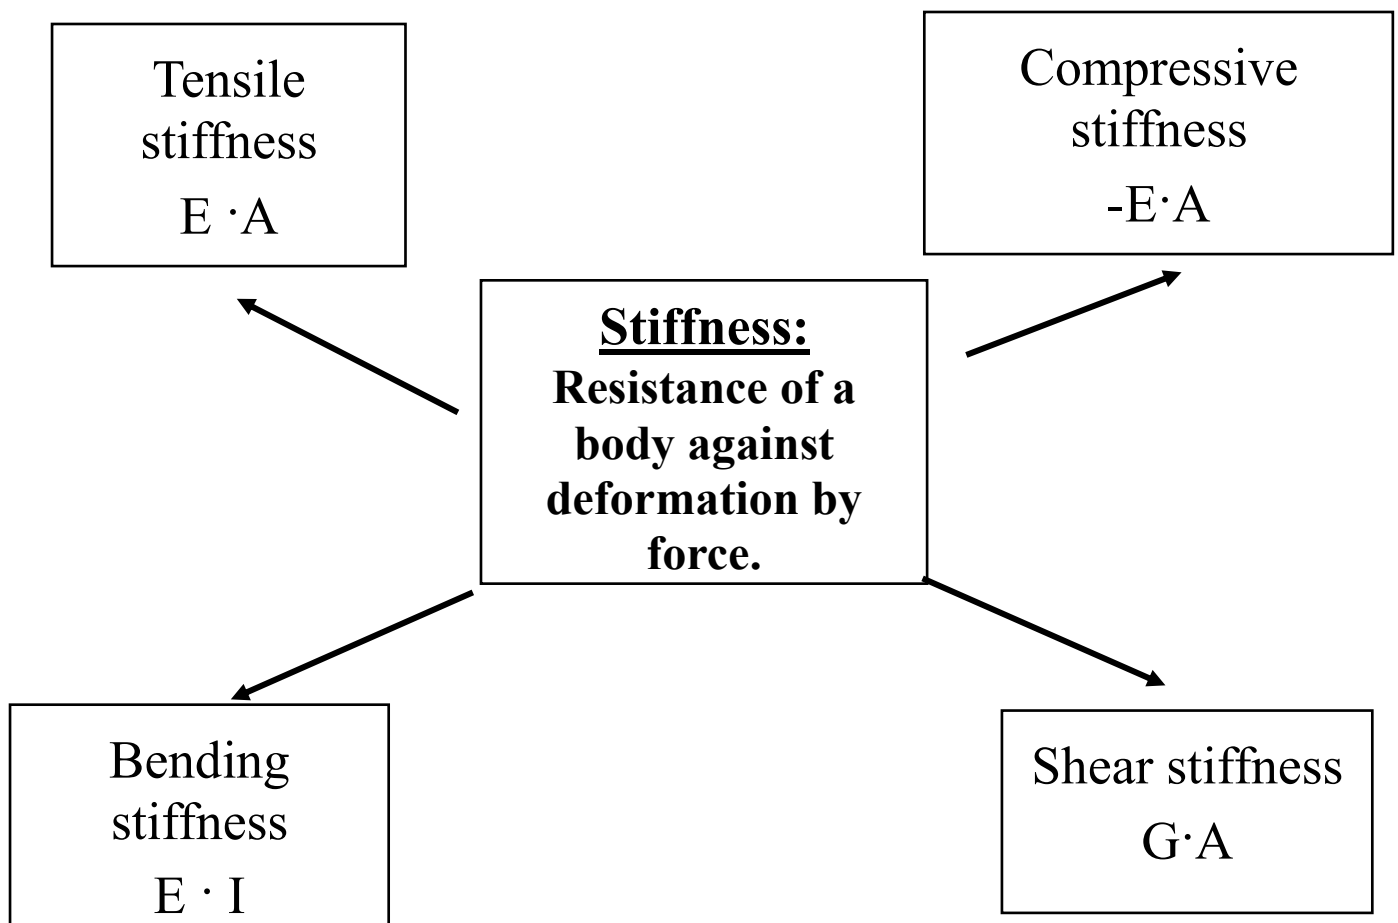 Tensile
stiffness
E ·A
Compressive
stiffness
-E·A
Stiffness:
Resistance of a
body against
deformation by
force.
Bending
stiffness
E · I
Shear stiffness
G·A